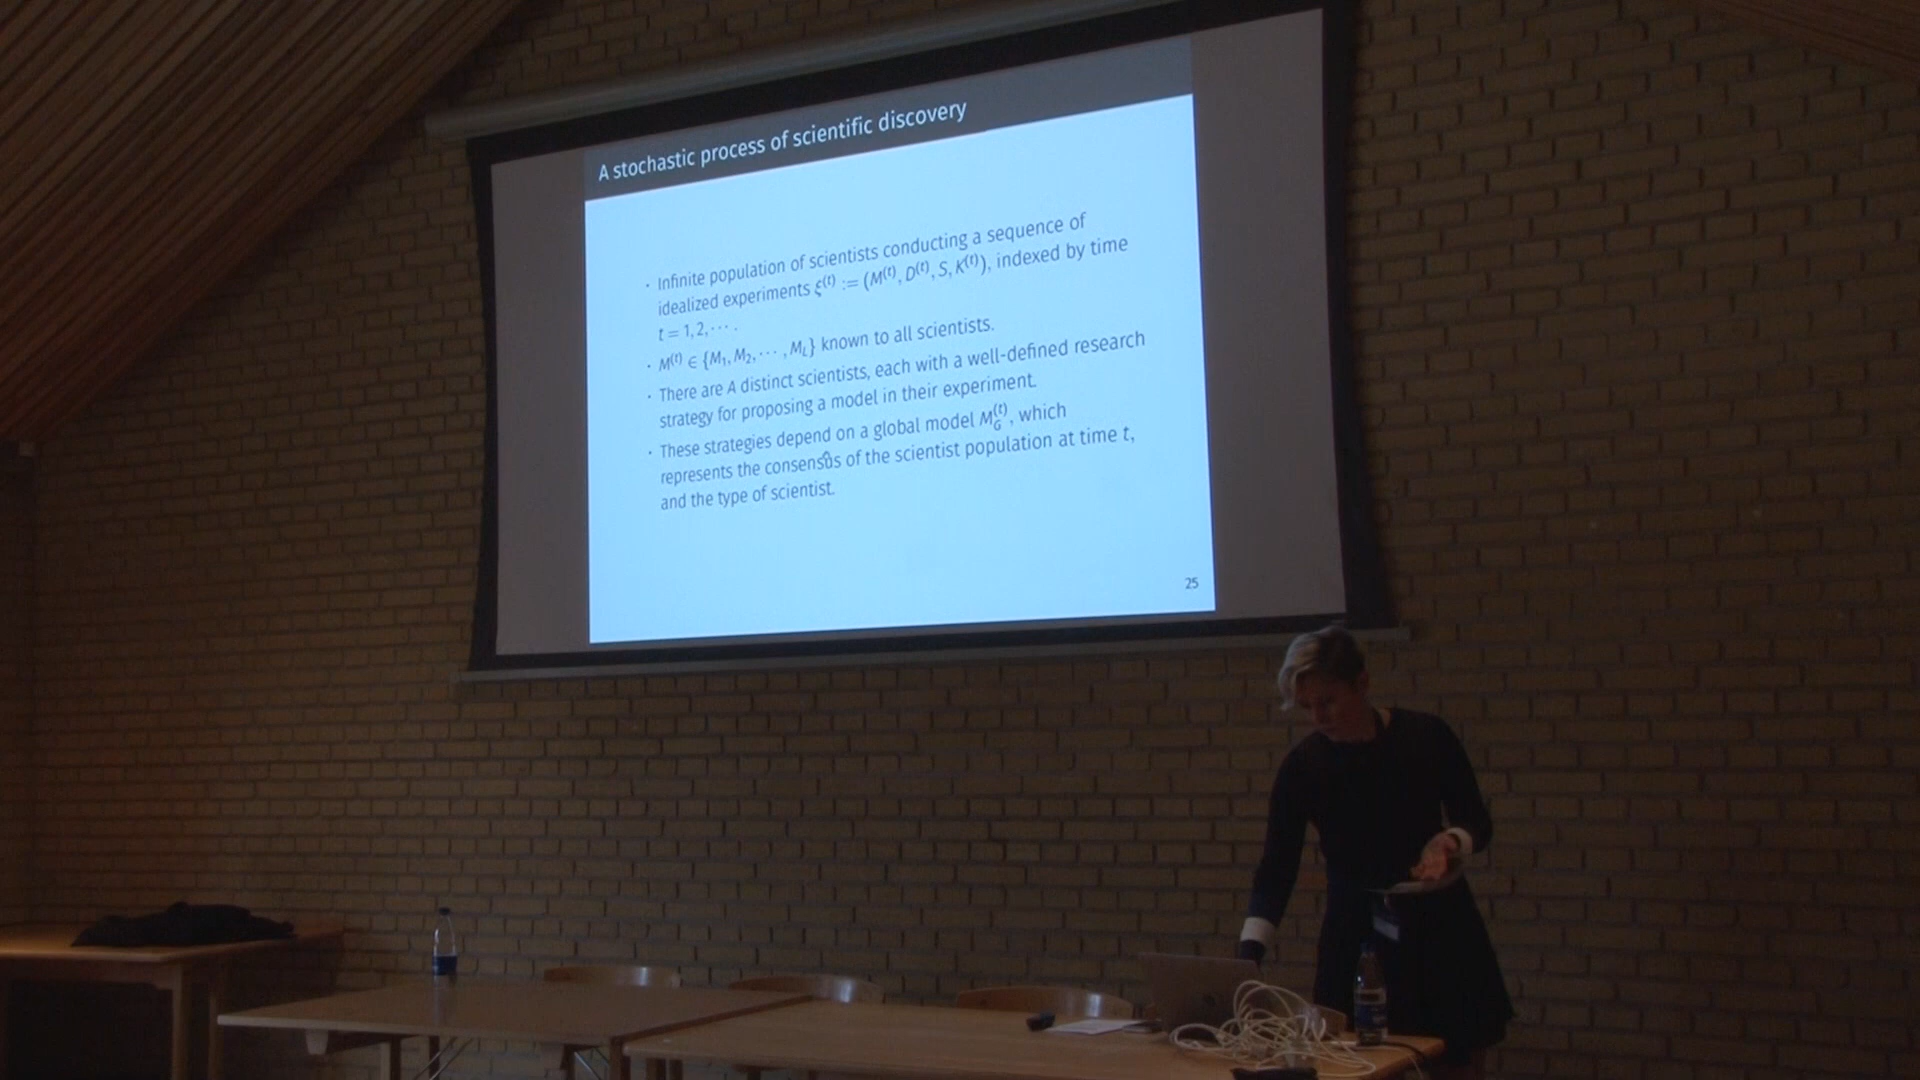 A stochastic process of scientific discovery
· Infinite population of scientists conducting a sequence of
idealized experiments ξ^(t) := (M^(t), D^(t), S, K^(t)), indexed by time
t = 1, 2, ··· .
· M^(t) ∈ {M_1, M_2, ··· , M_L} known to all scientists.
· There are A distinct scientists, each with a well-defined research
strategy for proposing a model in their experiment.
· These strategies depend on a global model M_G^(t), which
represents the consensus of the scientist population at time t,
and the type of scientist.
25